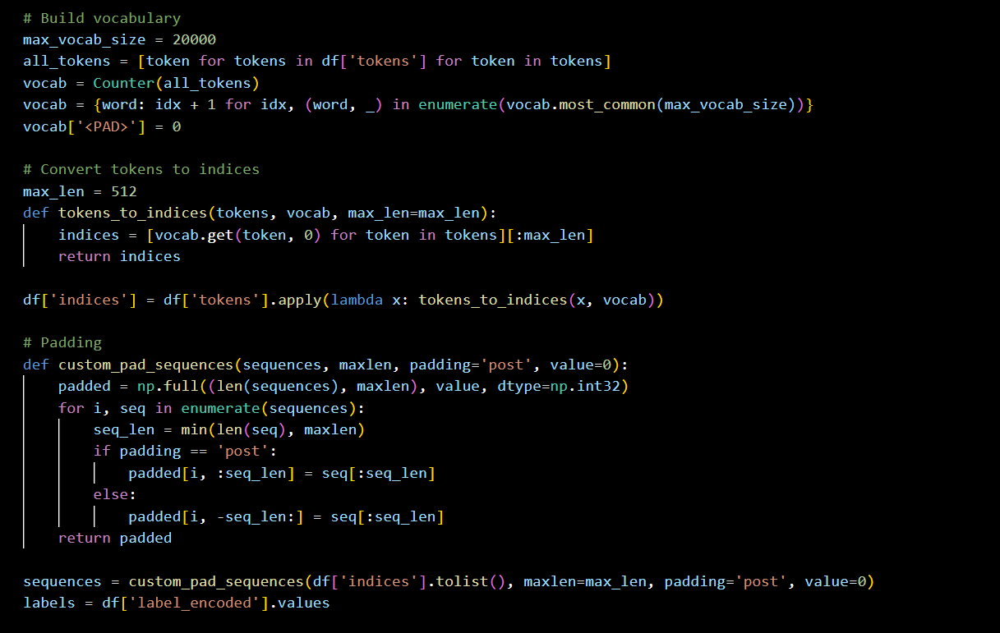 # Build vocabulary
max_vocab_size = 20000
all_tokens = [token for tokens in df['tokens'] for token in tokens]
vocab = Counter(all_tokens)
vocab = {word: idx + 1 for idx, (word, _) in enumerate(vocab.most_common(max_vocab_size))}
vocab['<PAD>'] = 0

# Convert tokens to indices
max_len = 512
def tokens_to_indices(tokens, vocab, max_len=max_len):
    indices = [vocab.get(token, 0) for token in tokens][:max_len]
    return indices

df['indices'] = df['tokens'].apply(lambda x: tokens_to_indices(x, vocab))

# Padding
def custom_pad_sequences(sequences, maxlen, padding='post', value=0):
    padded = np.full((len(sequences), maxlen), value, dtype=np.int32)
    for i, seq in enumerate(sequences):
        seq_len = min(len(seq), maxlen)
        if padding == 'post':
            padded[i, :seq_len] = seq[:seq_len]
        else:
            padded[i, -seq_len:] = seq[:seq_len]
    return padded

sequences = custom_pad_sequences(df['indices'].tolist(), maxlen=max_len, padding='post', value=0)
labels = df['label_encoded'].values